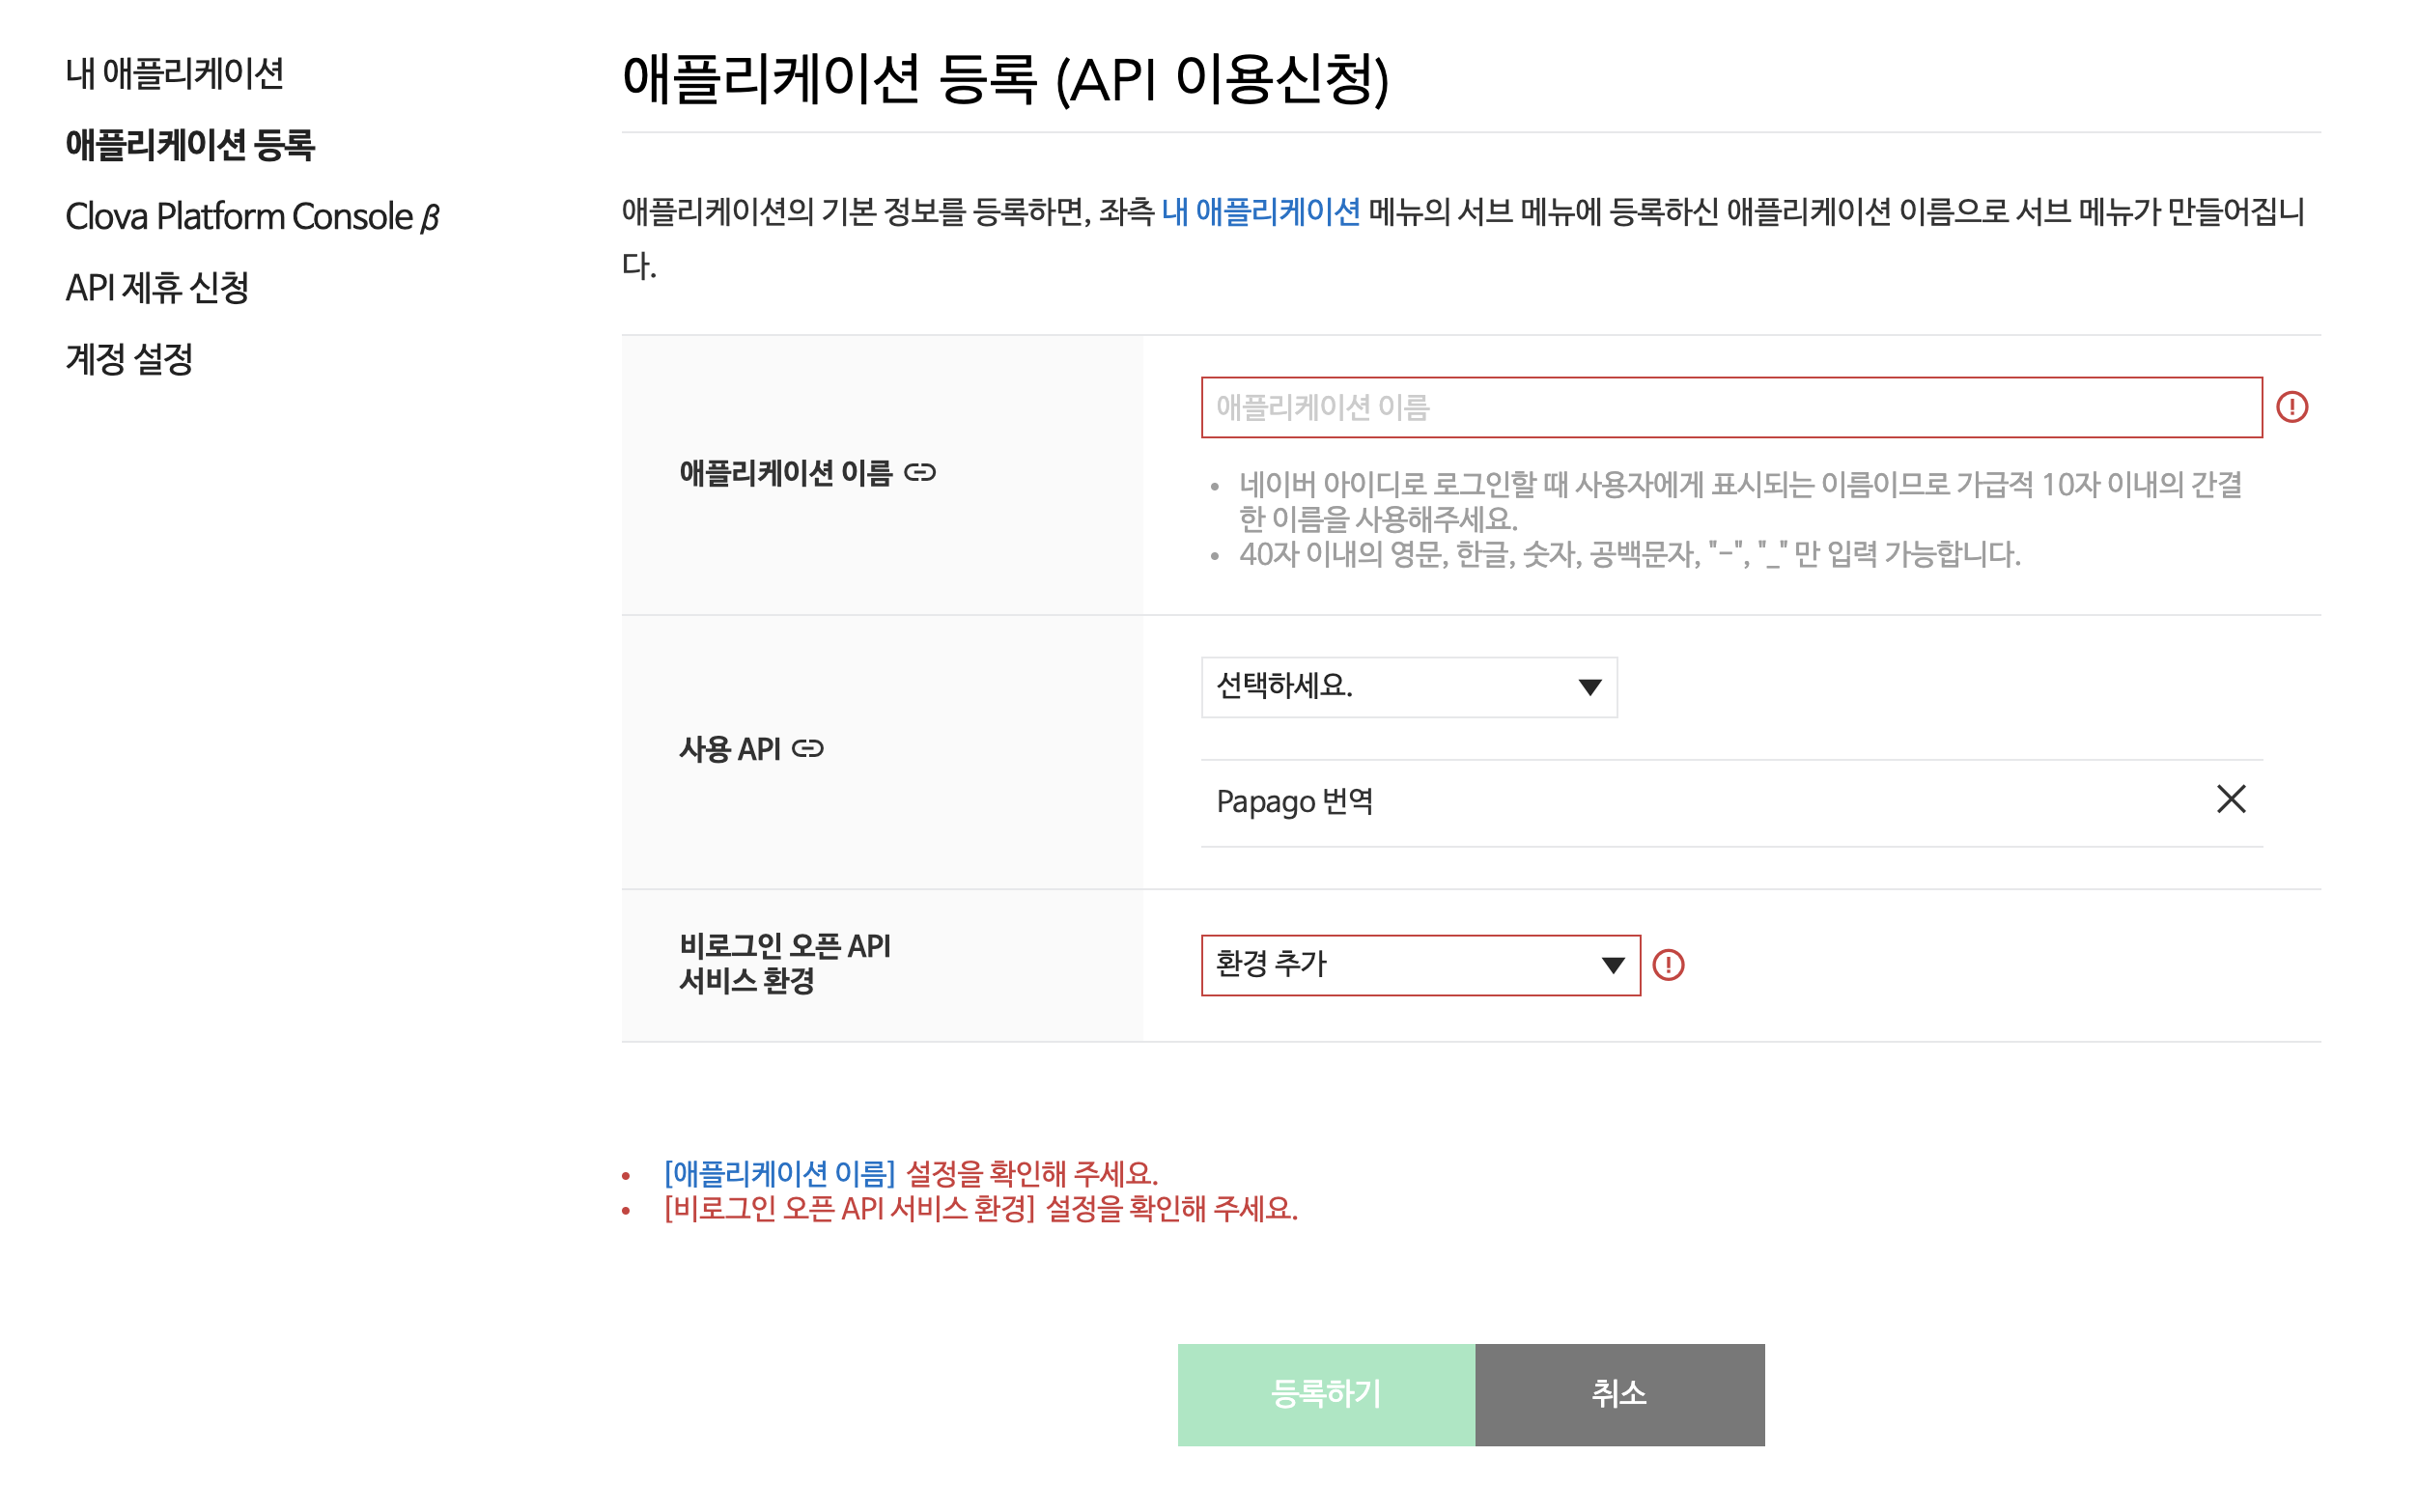 내 애플리케이션
애플리케이션 등록
Clova Platform Console β
API 제휴 신청
계정 설정
애플리케이션 등록 (API 이용신청)
애플리케이션의 기본 정보를 등록하면, 좌측 내 애플리케이션 메뉴의 서브 메뉴에 등록하신 애플리케이션 이름으로 서브 메뉴가 만들어집니
다.
애플리케이션 이름
애플리케이션 이름
• 네이버 아이디로 로그인할 때 사용자에게 표시되는 이름이므로 가급적 10자 이내의 간결
한 이름을 사용해주세요.
• 40자 이내의 영문, 한글, 숫자, 공백문자, "-", "_" 만 입력 가능합니다.
사용 API
선택하세요.
Papago 번역
비로그인 오픈 API
서비스 환경
환경 추가
• [애플리케이션 이름] 설정을 확인해 주세요.
• [비로그인 오픈 API 서비스 환경] 설정을 확인해 주세요.
등록하기
취소